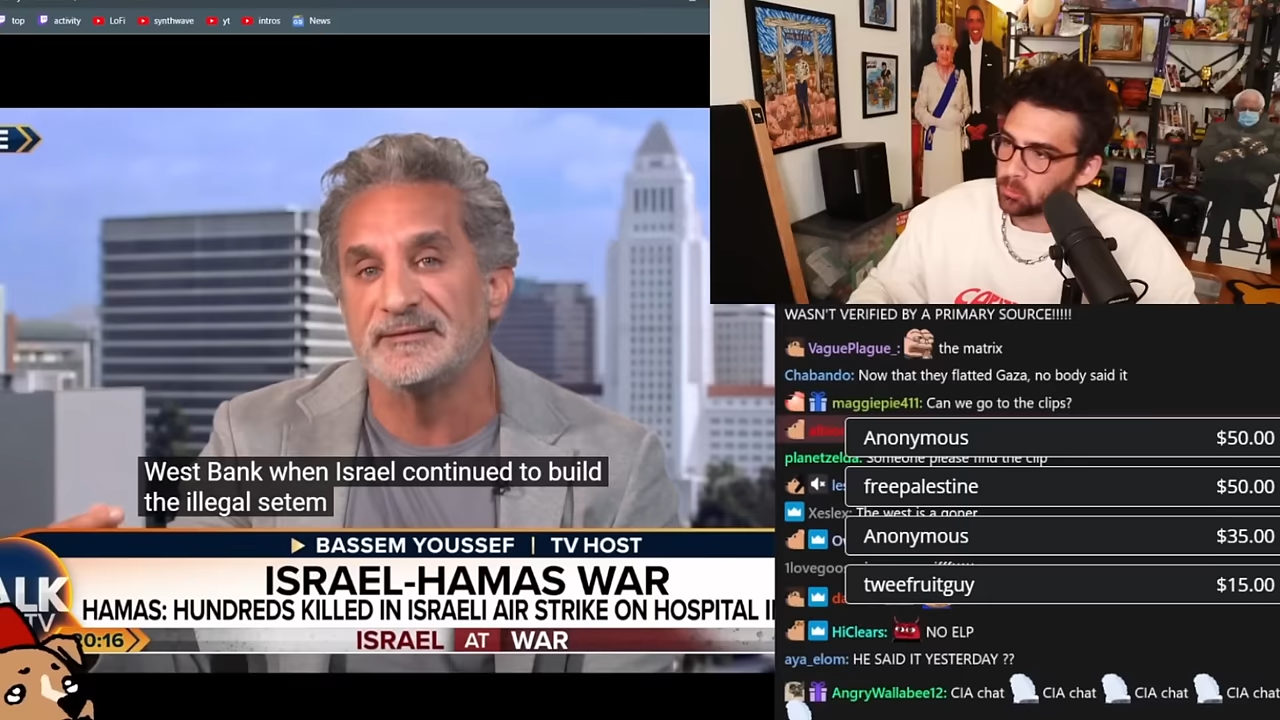 top
activity
LoFi
synthwave
yt
intros
News
West Bank when Israel continued to build
the illegal setem
BASSEM YOUSSEF | TV HOST
ISRAEL-HAMAS WAR
HAMAS: HUNDREDS KILLED IN ISRAELI AIR STRIKE ON HOSPITAL
20:16
ISRAEL AT WAR
ALK
TV
WASN'T VERIFIED BY A PRIMARY SOURCE!!!!!
VaguePlague_: the matrix
Chabando: Now that they flatted Gaza, no body said it
maggiepie411: Can we go to the clips?
Anonymous $50.00
planetzelda: Someone please find the clip
freepalestine $50.00
Xeslex: The west is a goner
Anonymous $35.00
tweefruitguy $15.00
HiClears: NO ELP
aya_elom: HE SAID IT YESTERDAY ??
AngryWallabee12: CIA chat CIA chat CIA chat CIA chat